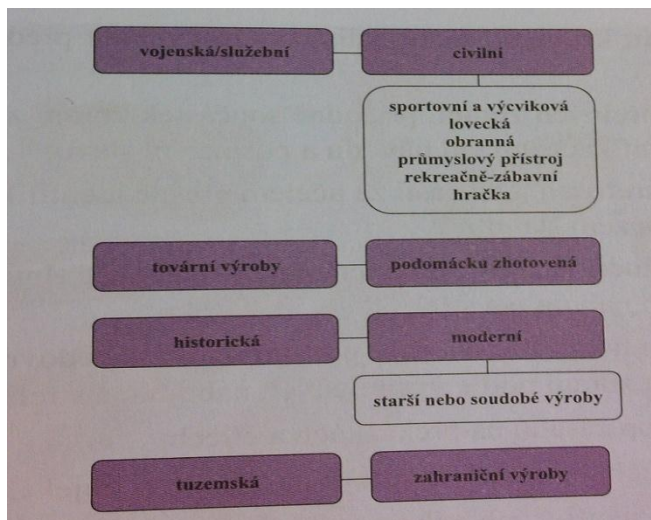 vojenská/služební
civilní
sportovní a výcviková
lovecká
obranná
průmyslový přístroj
rekreačně-zábavní
hračka
tovární výroby
podomácku zhotovená
historická
moderní
starší nebo soudobé výroby
tuzemská
zahraniční výroby